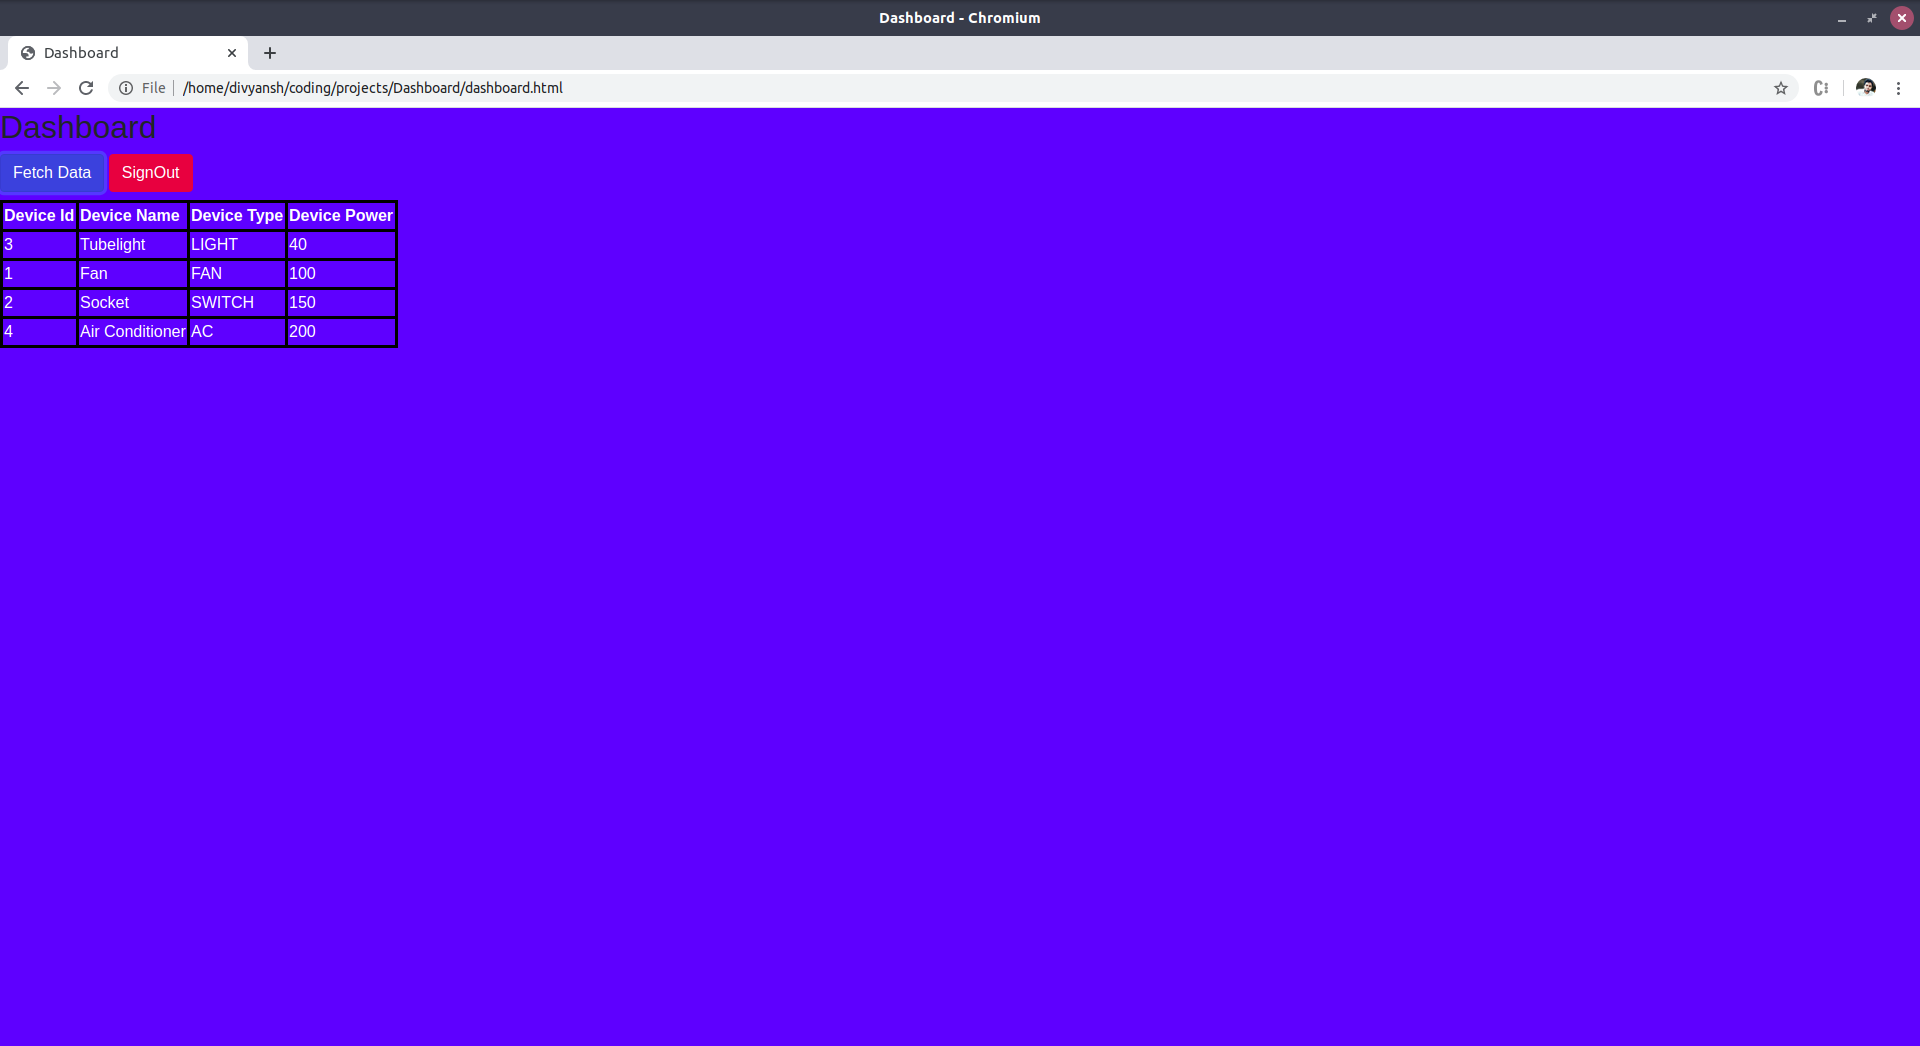 Dashboard - Chromium
Dashboard
File /home/divyansh/coding/projects/Dashboard/dashboard.html
Dashboard
Fetch Data SignOut
Device Id Device Name Device Type Device Power
3 Tubelight LIGHT 40
1 Fan FAN 100
2 Socket SWITCH 150
4 Air Conditioner AC 200